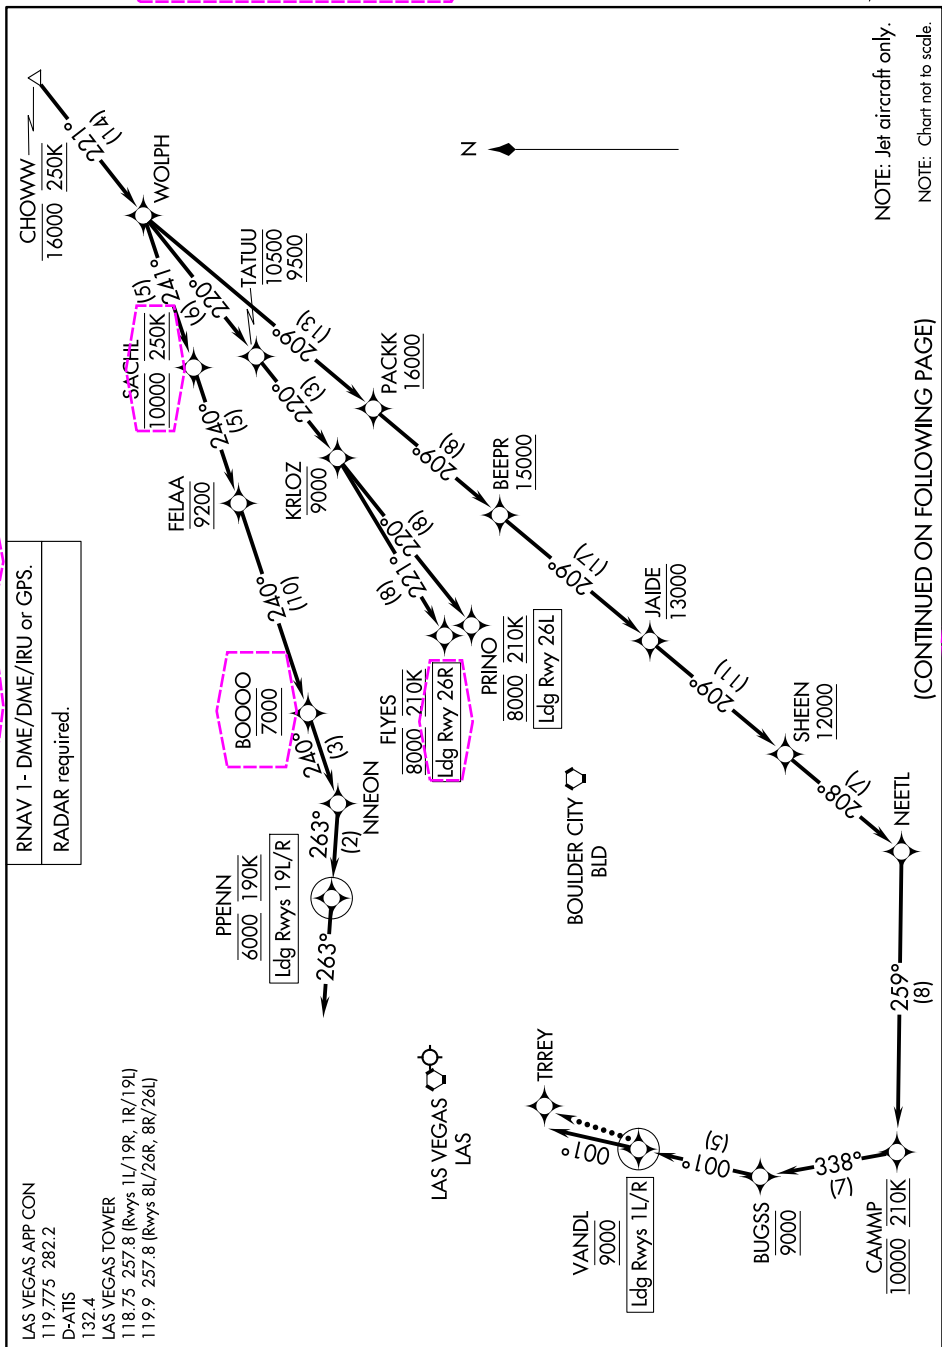 LAS VEGAS APP CON
119.775 282.2
D-ATIS
132.4
LAS VEGAS TOWER
118.75 257.8 (Rwys 1L/19R, 1R/19L)
119.9 257.8 (Rwys 8L/26R, 8R/26L)
RNAV 1 - DME/DME/IRU or GPS.
RADAR required.
CHOWW
16000 250K
221°
(14)
WOLPH
241°
(5)
SACHL
10000 250K
240°
(5)
FELAA
9200
240°
(10)
BOOOO
7000
240°
(3)
NNEON
263°
(2)
PPENN
6000 190K
Ldg Rwys 19L/R
263°
220°
(6)
TATUU
10500
9500
220°
(3)
KRLOZ
9000
221°
(8)
FLYES
8000 210K
Ldg Rwy 26R
220°
(8)
PRINO
8000 210K
Ldg Rwy 26L
209°
(13)
PACKK
16000
209°
(8)
BEEPR
15000
209°
(17)
JAIDE
13000
209°
(11)
SHEEN
12000
208°
(7)
NEETL
259°
(8)
CAMMP
10000 210K
338°
(7)
BUGSS
9000
001°
(5)
VANDL
9000
Ldg Rwys 1L/R
001°
TRREY
LAS VEGAS
LAS
BOULDER CITY
BLD
N
NOTE: Jet aircraft only.
NOTE: Chart not to scale.
(CONTINUED ON FOLLOWING PAGE)